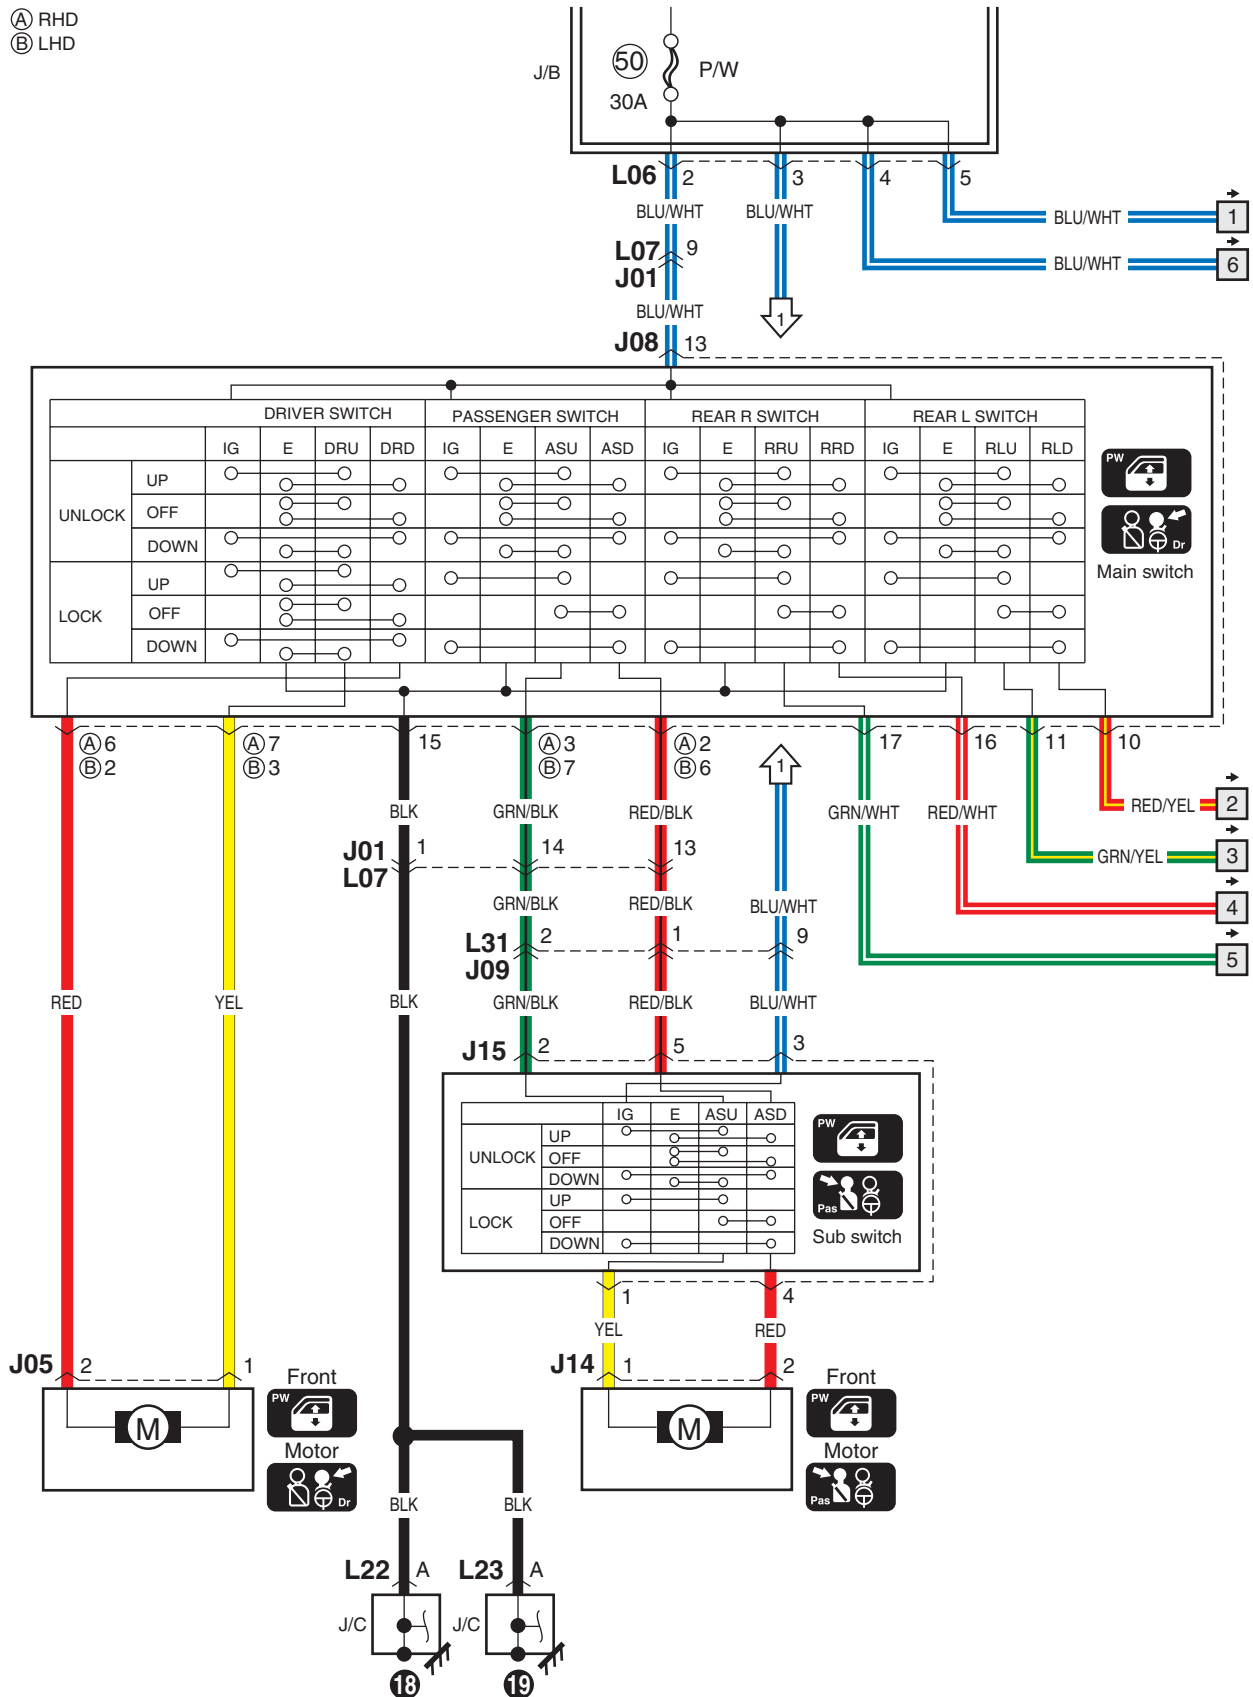 Ⓐ RHD
Ⓑ LHD
J/B
50
P/W
30A
L06 2 3 4 5
BLU/WHT BLU/WHT BLU/WHT 1
L07 9
J01
BLU/WHT 6
BLU/WHT
1
J08 13
DRIVER SWITCH PASSENGER SWITCH REAR R SWITCH REAR L SWITCH
IG E DRU DRD IG E ASU ASD IG E RRU RRD IG E RLU RLD
UNLOCK
UP
OFF
DOWN
LOCK
UP
OFF
DOWN
PW
Dr
Main switch
Ⓐ6 Ⓐ7 15 Ⓐ3 Ⓐ2 17 16 11 10
Ⓑ2 Ⓑ3 Ⓑ7 Ⓑ6
1
BLK GRN/BLK RED/BLK GRN/WHT RED/WHT RED/YEL 2
J01 1 14 13
L07
GRN/YEL 3
GRN/BLK RED/BLK BLU/WHT 4
L31 2 1 9
J09
5
RED YEL BLK GRN/BLK RED/BLK BLU/WHT
J15 2 5 3
IG E ASU ASD
UNLOCK
UP
OFF
DOWN
LOCK
UP
OFF
DOWN
PW
Pas
Sub switch
1 4
YEL RED
J05 2 1
Front
PW
Motor
Dr
M
J14 1 2
Front
PW
Motor
Pas
M
BLK BLK
L22 A L23 A
J/C J/C
18 19